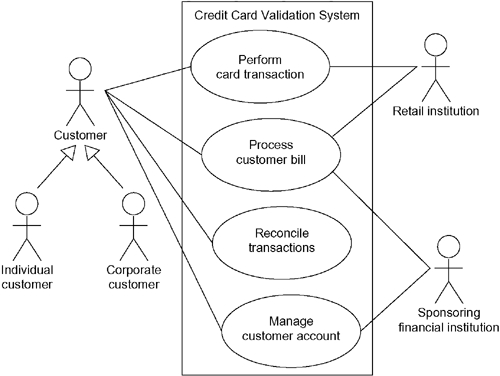 Credit Card Validation System
Perform
card transaction
Process
customer bill
Reconcile
transactions
Manage
customer account
Customer
Individual
customer
Corporate
customer
Retail institution
Sponsoring
financial institution